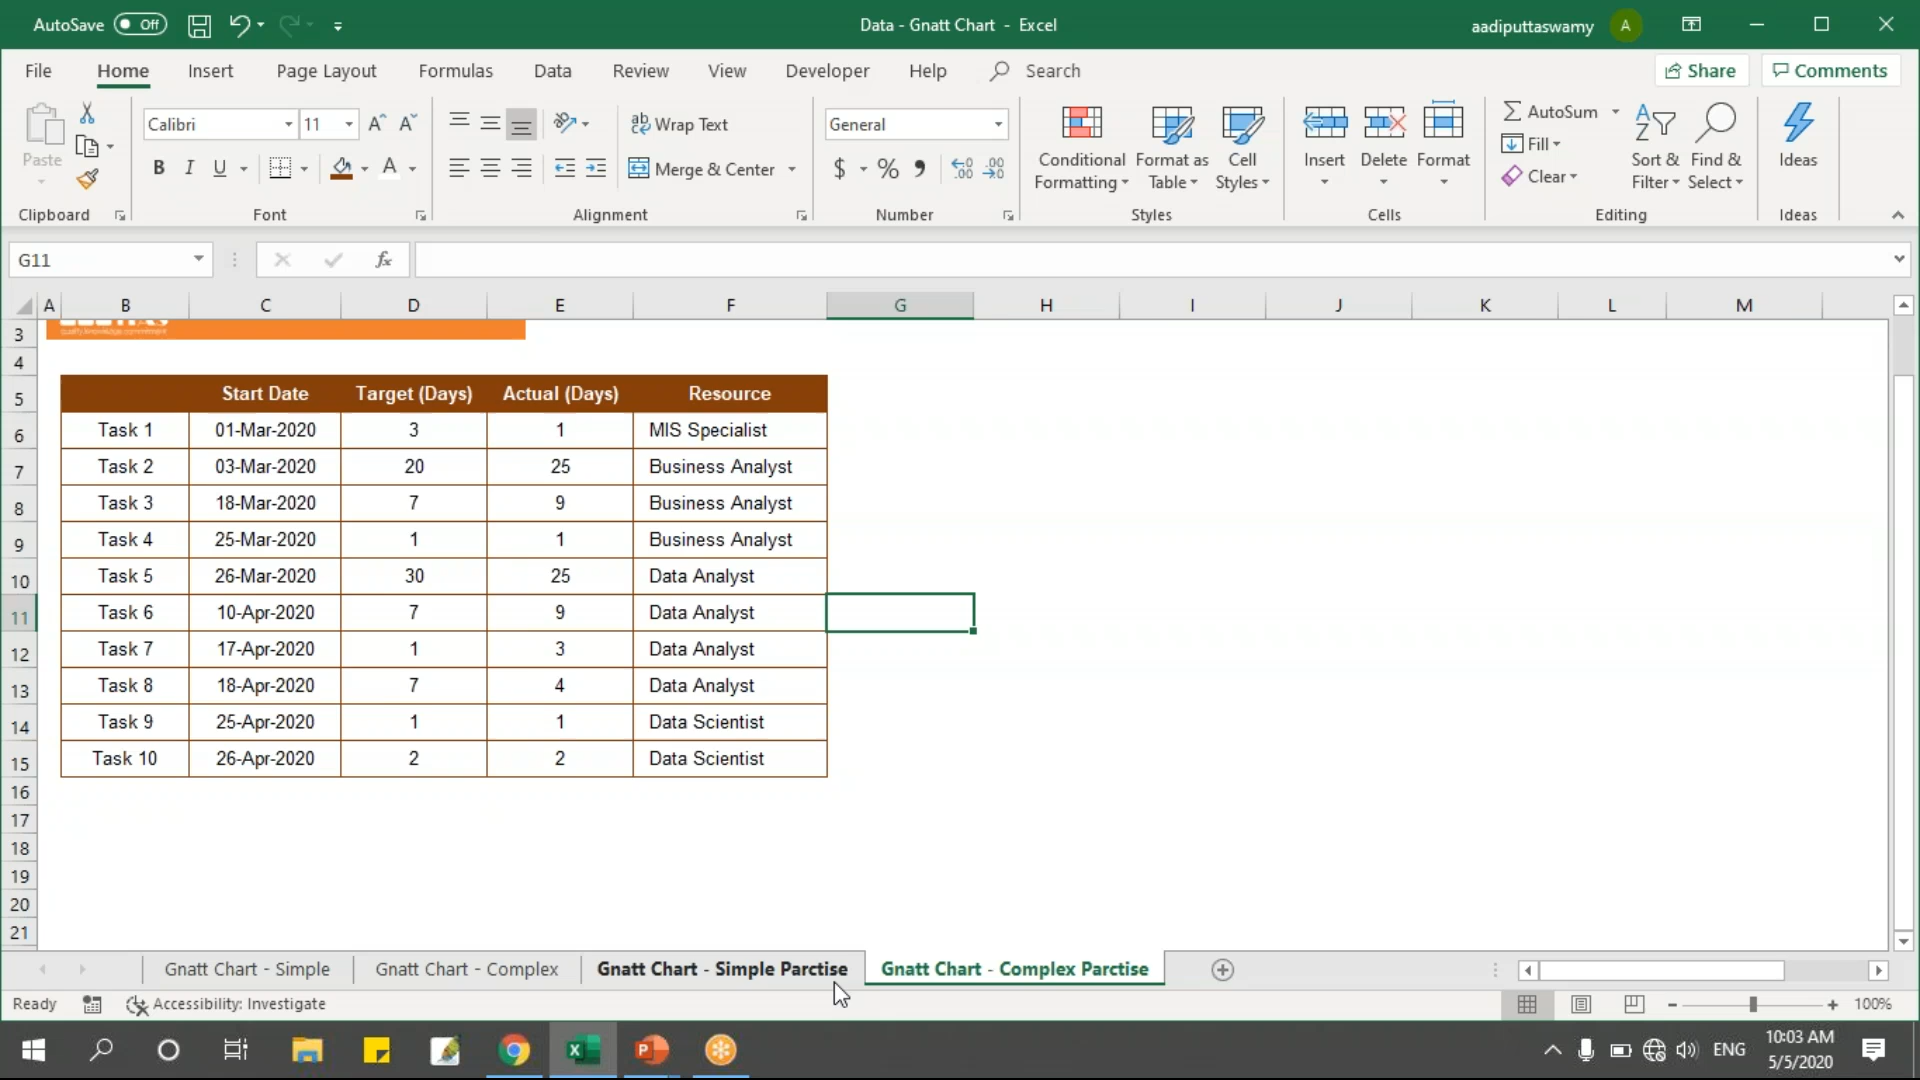 AutoSave Off
Data - Gnatt Chart - Excel
aadiputtaswamy A
File Home Insert Page Layout Formulas Data Review View Developer Help Search
Share Comments
Paste
Clipboard
Calibri 11
B I U
Font
Wrap Text
Merge & Center
Alignment
General
$ % 9
Number
Conditional Formatting
Format as Table
Cell Styles
Styles
Insert Delete Format
Cells
AutoSum
Fill
Clear
Sort & Filter
Find & Select
Editing
Ideas
Ideas
G11 fx
A B C D E F G H I J K L M
3
4
5 Start Date Target (Days) Actual (Days) Resource
6 Task 1 01-Mar-2020 3 1 MIS Specialist
7 Task 2 03-Mar-2020 20 25 Business Analyst
8 Task 3 18-Mar-2020 7 9 Business Analyst
9 Task 4 25-Mar-2020 1 1 Business Analyst
10 Task 5 26-Mar-2020 30 25 Data Analyst
11 Task 6 10-Apr-2020 7 9 Data Analyst
12 Task 7 17-Apr-2020 1 3 Data Analyst
13 Task 8 18-Apr-2020 7 4 Data Analyst
14 Task 9 25-Apr-2020 1 1 Data Scientist
15 Task 10 26-Apr-2020 2 2 Data Scientist
16
17
18
19
20
21
Gnatt Chart - Simple Gnatt Chart - Complex Gnatt Chart - Simple Parctise Gnatt Chart - Complex Parctise
Ready Accessibility: Investigate 100%
ENG 10:03 AM
5/5/2020